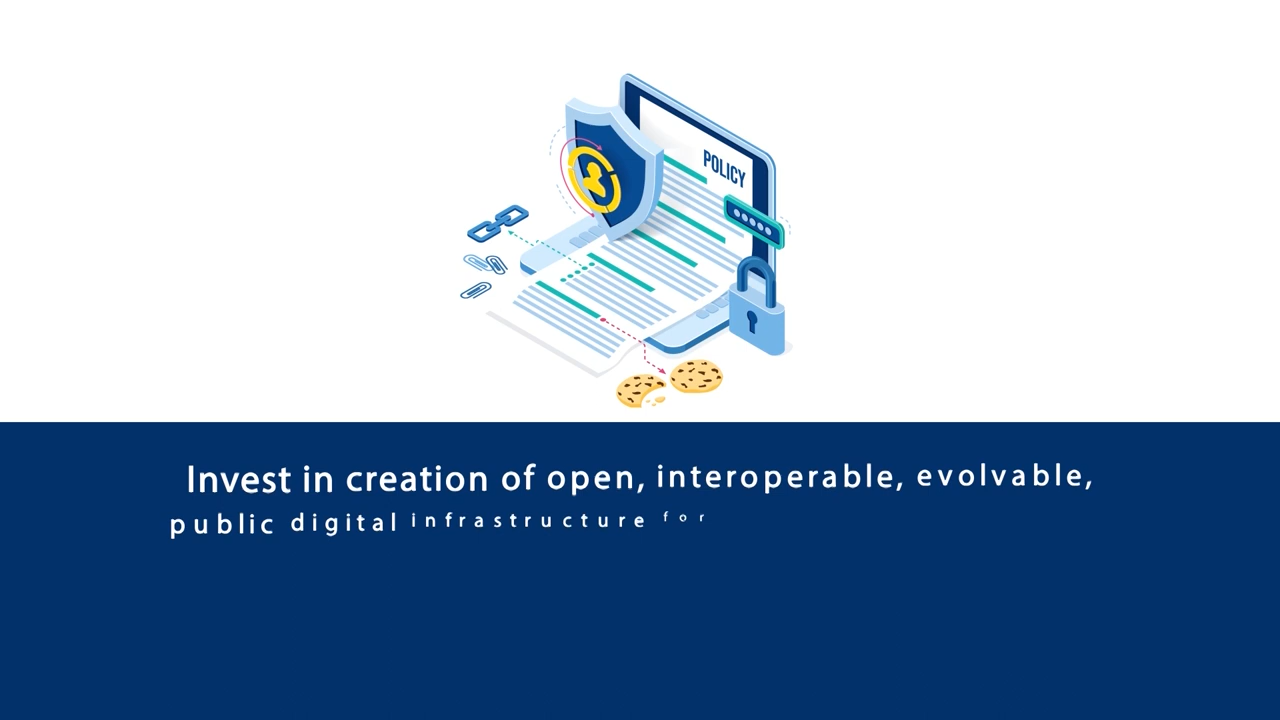 POLICY
Invest in creation of open, interoperable, evolvable,
public digital infrastructure for